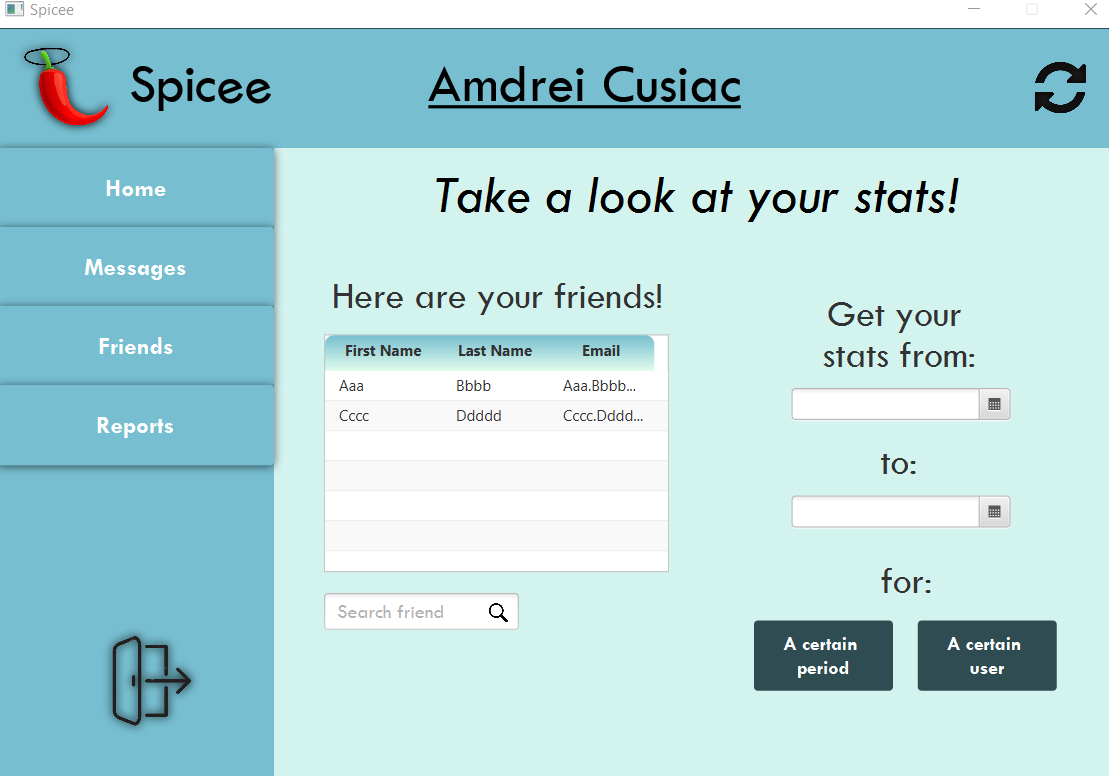 Spicee
Spicee
Amdrei Cusiac
Home
Messages
Friends
Reports
Take a look at your stats!
Here are your friends!
First Name Last Name Email
Aaa Bbbb Aaa.Bbbb...
Cccc Ddddd Cccc.Dddd...
Search friend
Get your
stats from:
to:
for:
A certain
period
A certain
user